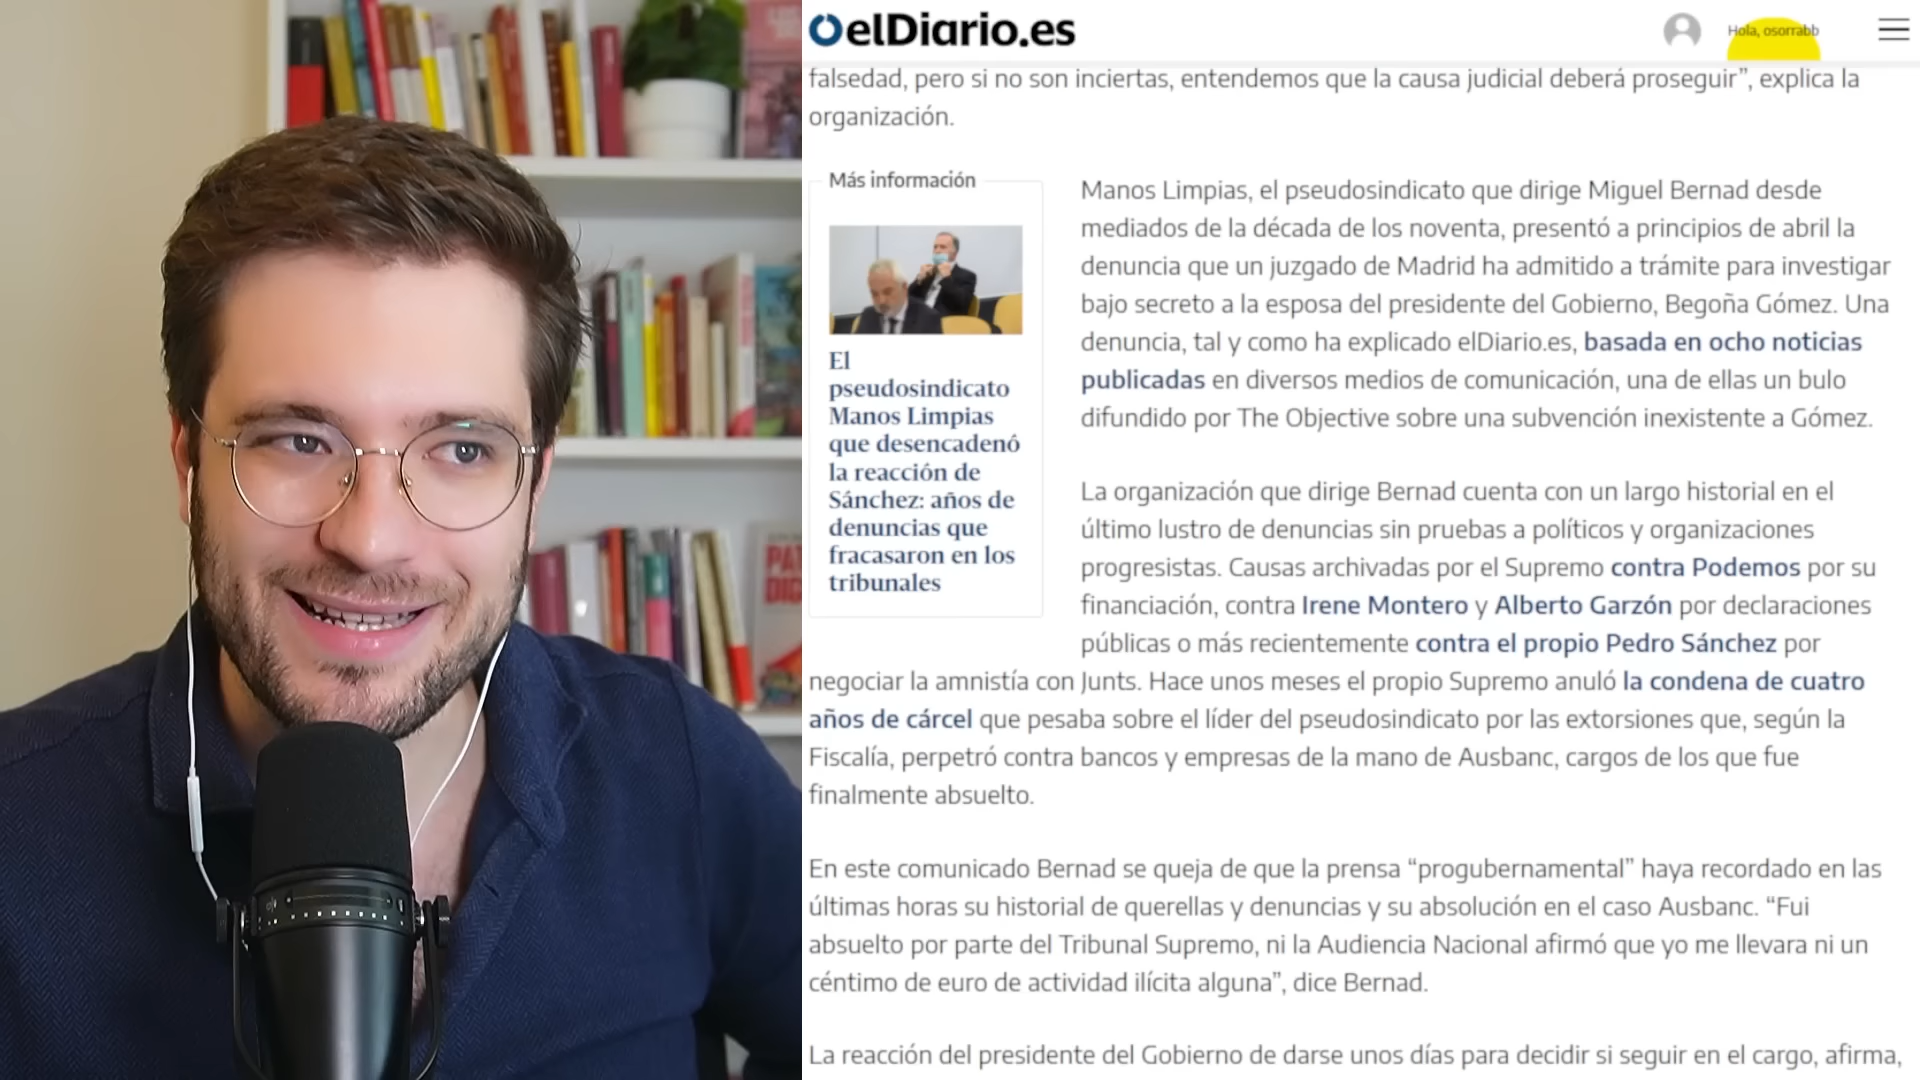 elDiario.es
Hola, osorrabb
falsedad, pero si no son inciertas, entendemos que la causa judicial deberá proseguir”, explica la
organización.
Más información
El
pseudosindicato
Manos Limpias
que desencadenó
la reacción de
Sánchez: años de
denuncias que
fracasaron en los
tribunales
Manos Limpias, el pseudosindicato que dirige Miguel Bernad desde
mediados de la década de los noventa, presentó a principios de abril la
denuncia que un juzgado de Madrid ha admitido a trámite para investigar
bajo secreto a la esposa del presidente del Gobierno, Begoña Gómez. Una
denuncia, tal y como ha explicado elDiario.es, basada en ocho noticias
publicadas en diversos medios de comunicación, una de ellas un bulo
difundido por The Objective sobre una subvención inexistente a Gómez.
La organización que dirige Bernad cuenta con un largo historial en el
último lustro de denuncias sin pruebas a políticos y organizaciones
progresistas. Causas archivadas por el Supremo contra Podemos por su
financiación, contra Irene Montero y Alberto Garzón por declaraciones
públicas o más recientemente contra el propio Pedro Sánchez por
negociar la amnistía con Junts. Hace unos meses el propio Supremo anuló la condena de cuatro
años de cárcel que pesaba sobre el líder del pseudosindicato por las extorsiones que, según la
Fiscalía, perpetró contra bancos y empresas de la mano de Ausbanc, cargos de los que fue
finalmente absuelto.
En este comunicado Bernad se queja de que la prensa “progubernamental” haya recordado en las
últimas horas su historial de querellas y denuncias y su absolución en el caso Ausbanc. “Fui
absuelto por parte del Tribunal Supremo, ni la Audiencia Nacional afirmó que yo me llevara ni un
céntimo de euro de actividad ilícita alguna”, dice Bernad.
La reacción del presidente del Gobierno de darse unos días para decidir si seguir en el cargo, afirma,